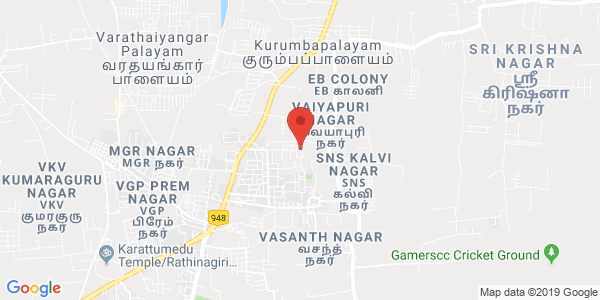 Varathaiyangar
Palayam
வரதயங்கார்
பாளையம்
Kurumbapalayam
குரும்பப்பாளையம்
EB COLONY
EB காலனி
SRI KRISHNA
NAGAR
ஸ்ரீ
கிரிஷ்னா
நகர்
VAIYAPURI
NAGAR
வையாபுரி
நகர்
MGR NAGAR
MGR நகர்
SNS KALVI
NAGAR
SNS
கல்வி
நகர்
VKV
KUMARAGURU
NAGAR
VKV
குமரகுரு
நகர்
VGP PREM
NAGAR
VGP
பிரேம்
நகர்
948
VASANTH NAGAR
வசந்த்
நகர்
Karattumedu
Temple/Rathinagiri...
Gamerscc Cricket Ground
Google
Map data ©2019 Google